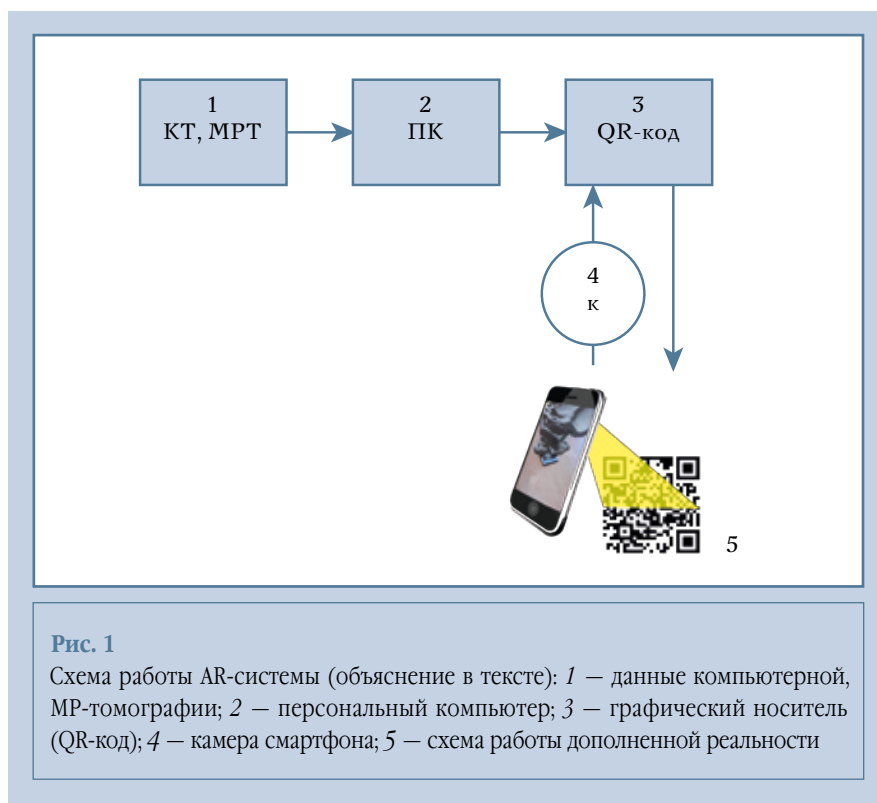 1
КТ, МРТ
2
ПК
3
QR-код
4
к
5
Рис. 1
Схема работы AR-системы (объяснение в тексте): 1 — данные компьютерной,
МР-томографии; 2 — персональный компьютер; 3 — графический носитель
(QR-код); 4 — камера смартфона; 5 — схема работы дополненной реальности